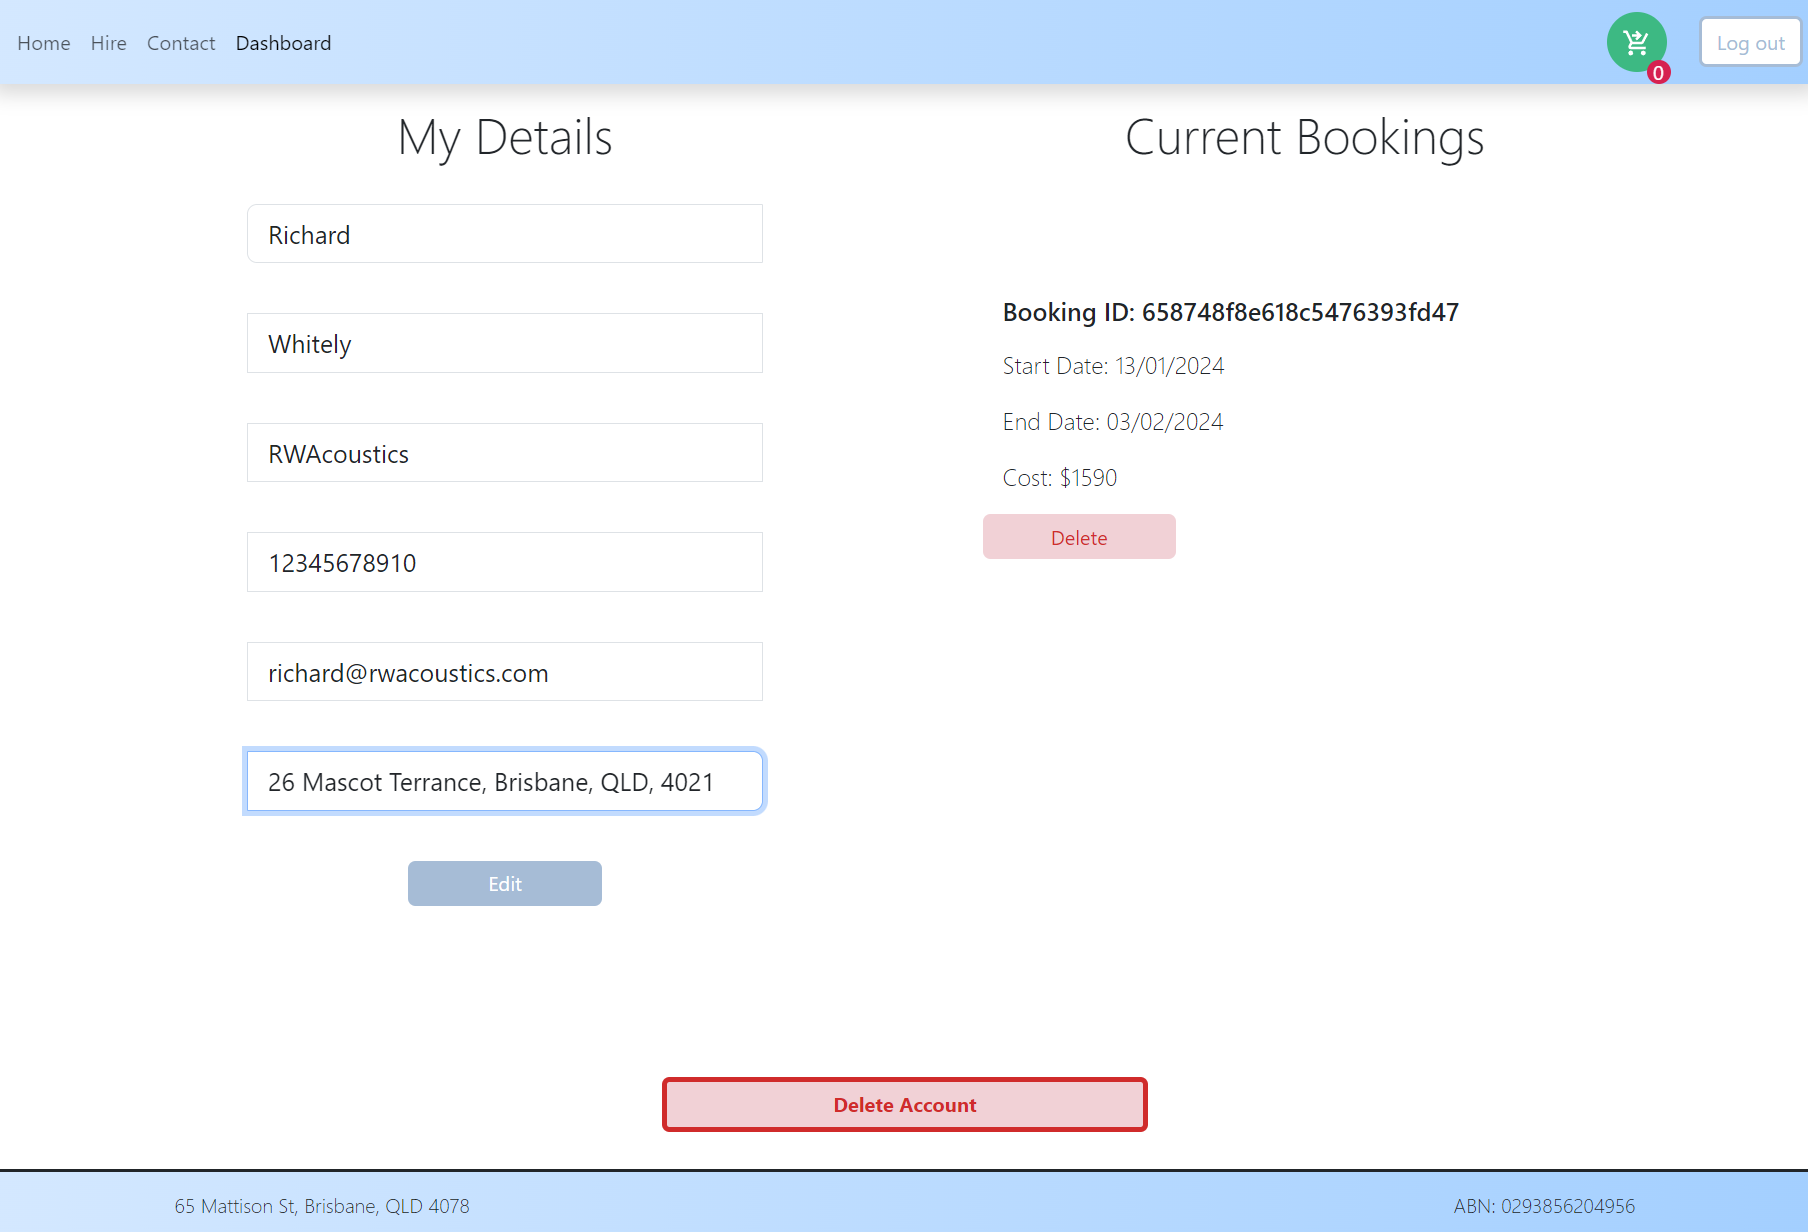 Home Hire Contact Dashboard
0
Log out
My Details
Richard
Whitely
RWAcoustics
12345678910
richard@rwacoustics.com
26 Mascot Terrance, Brisbane, QLD, 4021
Edit
Current Bookings
Booking ID: 658748f8e618c5476393fd47
Start Date: 13/01/2024
End Date: 03/02/2024
Cost: $1590
Delete
Delete Account
65 Mattison St, Brisbane, QLD 4078
ABN: 0293856204956